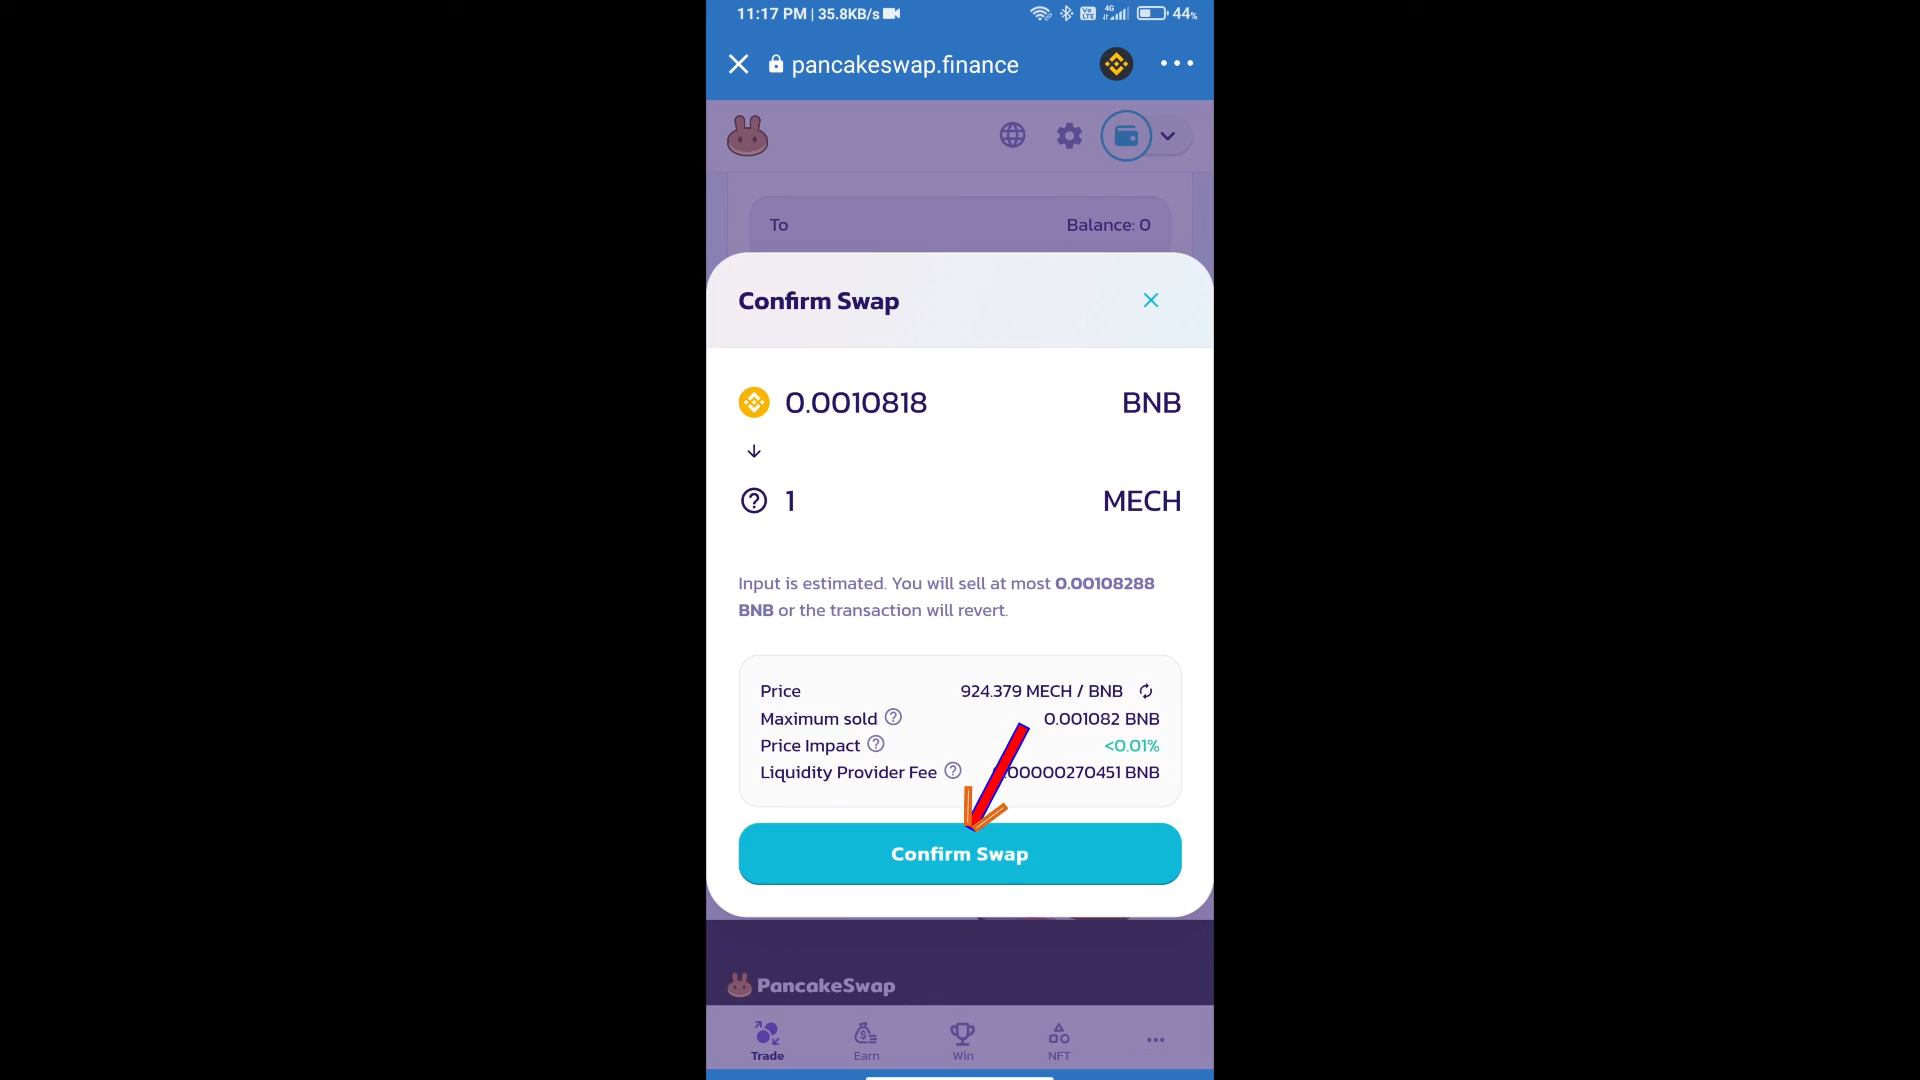 11:17 PM | 35.8KB/s
4G
Vo
LTE
44%
pancakeswap.finance
To
Balance: 0
Confirm Swap
0.0010818 BNB
1 MECH
Input is estimated. You will sell at most 0.00108288
BNB or the transaction will revert.
Price 924.379 MECH / BNB
Maximum sold 0.001082 BNB
Price Impact <0.01%
Liquidity Provider Fee .00000270451 BNB
Confirm Swap
PancakeSwap
Trade Earn Win NFT